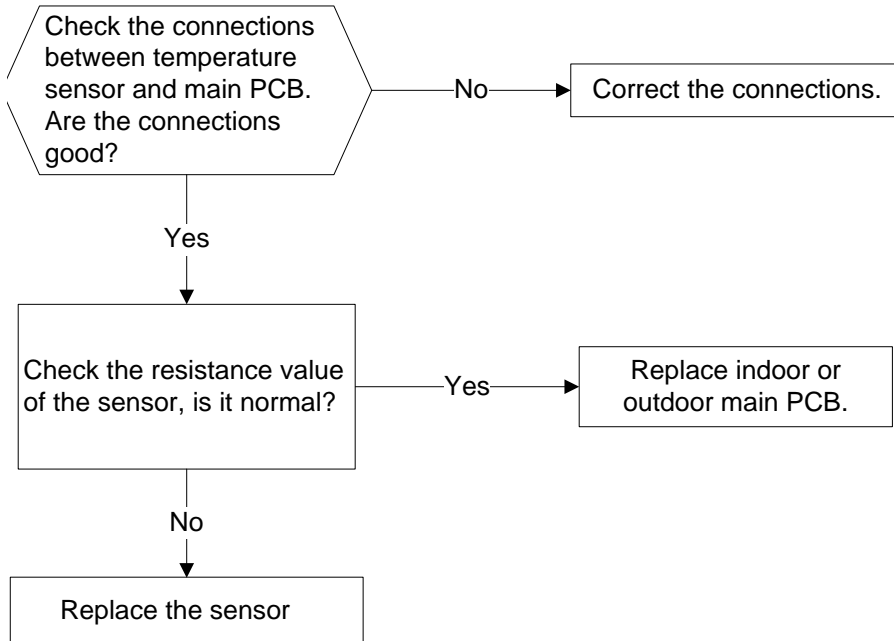 Check the connections
between temperature
sensor and main PCB.
Are the connections
good?
No
Correct the connections.
Yes
Check the resistance value
of the sensor, is it normal?
Yes
Replace indoor or
outdoor main PCB.
No
Replace the sensor